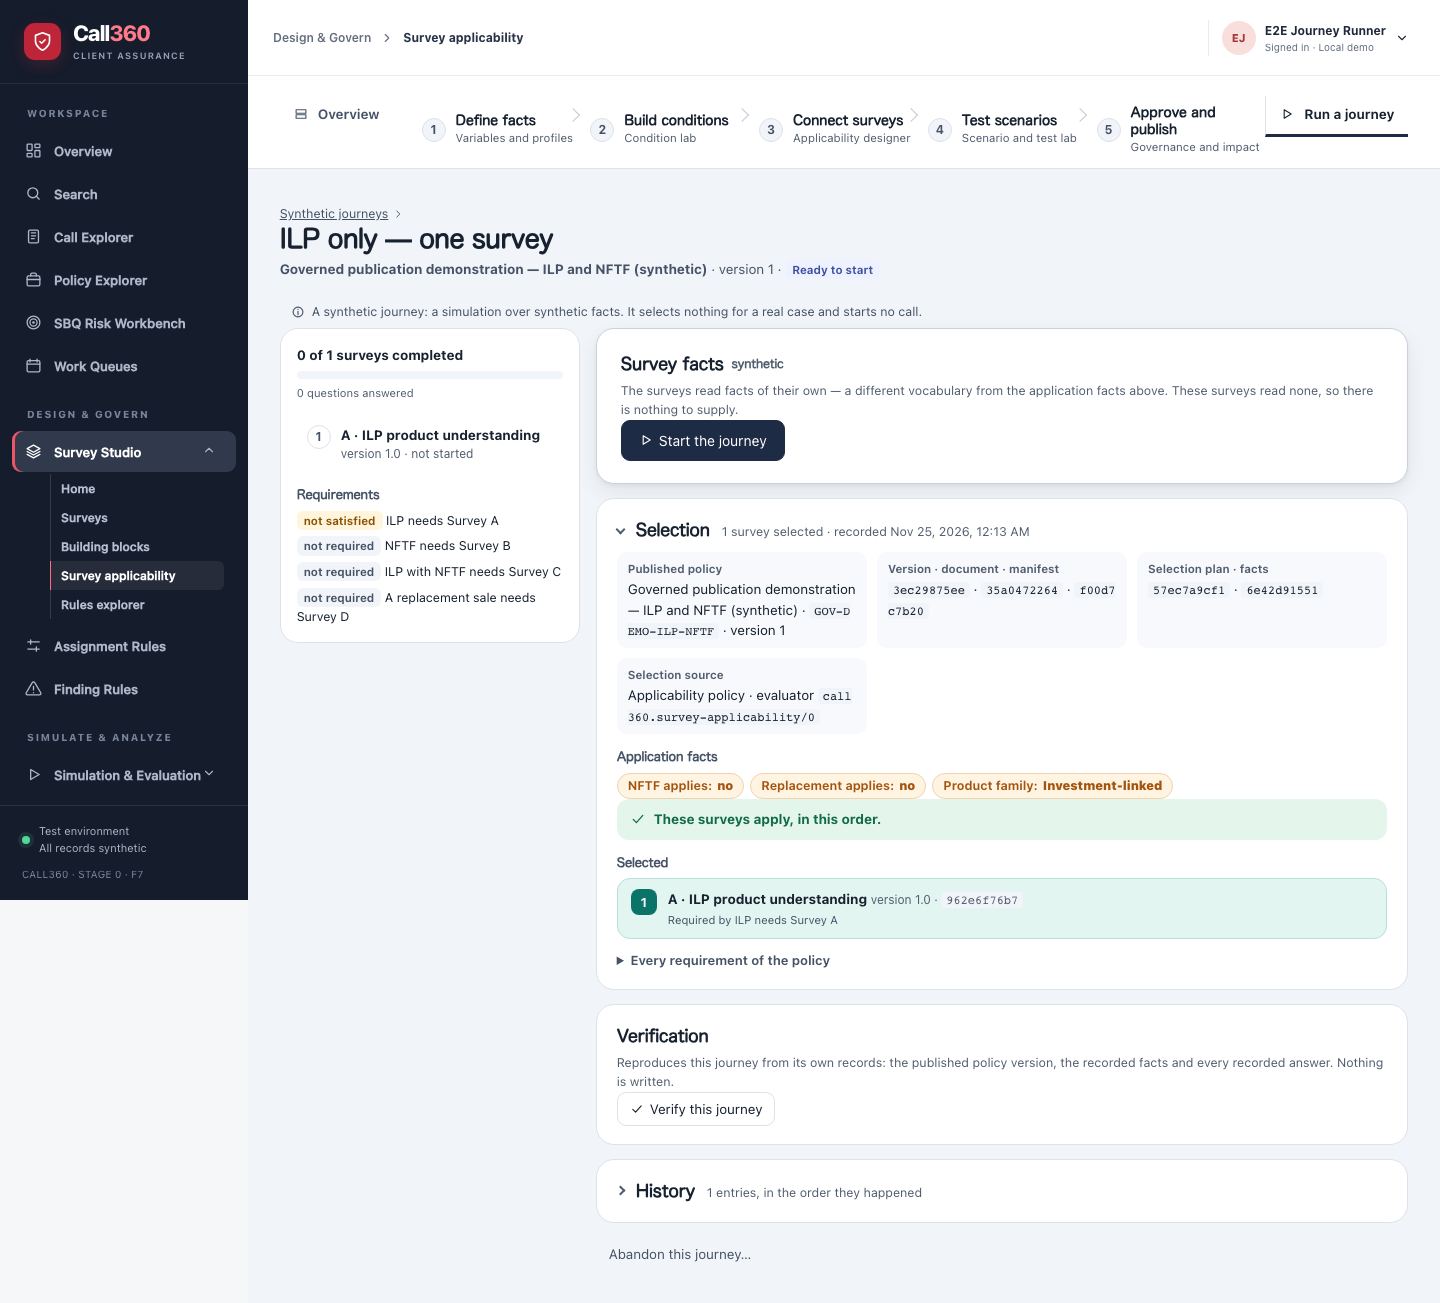 Call360
CLIENT ASSURANCE
WORKSPACE
Overview
Search
Call Explorer
Policy Explorer
SBQ Risk Workbench
Work Queues
DESIGN & GOVERN
Survey Studio
Home
Surveys
Building blocks
Survey applicability
Rules explorer
Assignment Rules
Finding Rules
SIMULATE & ANALYZE
Simulation & Evaluation
Test environment
All records synthetic
CALL360 · STAGE 0 · F7
Design & Govern > Survey applicability
EJ
E2E Journey Runner
Signed in · Local demo
Overview
1
Define facts
Variables and profiles
2
Build conditions
Condition lab
3
Connect surveys
Applicability designer
4
Test scenarios
Scenario and test lab
5
Approve and
publish
Governance and impact
Run a journey
Synthetic journeys >
ILP only — one survey
Governed publication demonstration — ILP and NFTF (synthetic) · version 1 · Ready to start
A synthetic journey: a simulation over synthetic facts. It selects nothing for a real case and starts no call.
0 of 1 surveys completed
0 questions answered
1
A · ILP product understanding
version 1.0 · not started
Requirements
not satisfied ILP needs Survey A
not required NFTF needs Survey B
not required ILP with NFTF needs Survey C
not required A replacement sale needs
Survey D
Survey facts synthetic
The surveys read facts of their own — a different vocabulary from the application facts above. These surveys read none, so there
is nothing to supply.
Start the journey
Selection 1 survey selected · recorded Nov 25, 2026, 12:13 AM
Published policy
Governed publication demonstration
— ILP and NFTF (synthetic) · GOV-D
EMO-ILP-NFTF · version 1
Version · document · manifest
3ec29875ee · 35a0472264 · f00d7
c7b20
Selection plan · facts
57ec7a9cf1 · 6e42d91551
Selection source
Applicability policy · evaluator call
360.survey-applicability/0
Application facts
NFTF applies: no
Replacement applies: no
Product family: Investment-linked
These surveys apply, in this order.
Selected
1
A · ILP product understanding version 1.0 · 962e6f76b7
Required by ILP needs Survey A
Every requirement of the policy
Verification
Reproduces this journey from its own records: the published policy version, the recorded facts and every recorded answer. Nothing
is written.
Verify this journey
History 1 entries, in the order they happened
Abandon this journey...